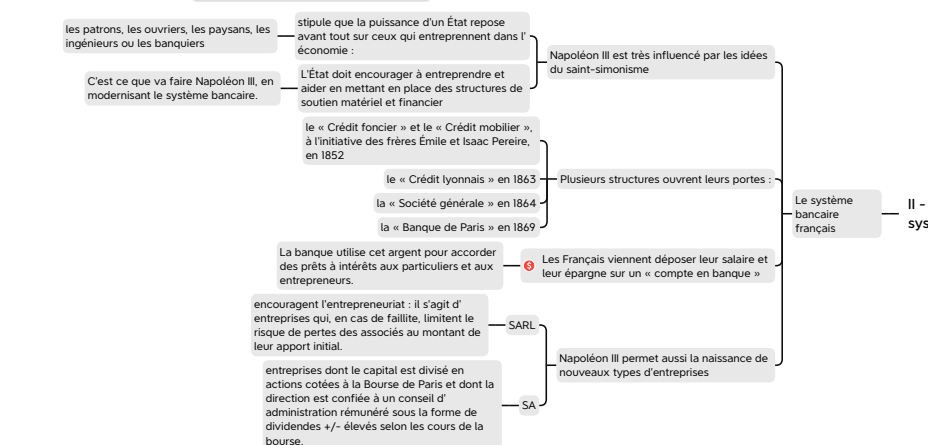 les patrons, les ouvriers, les paysans, les
ingénieurs ou les banquiers
stipule que la puissance d'un État repose
avant tout sur ceux qui entreprennent dans l'
économie :
C'est ce que va faire Napoléon III, en
modernisant le système bancaire.
L'État doit encourager à entreprendre et
aider en mettant en place des structures de
soutien matériel et financier
Napoléon III est très influencé par les idées
du saint-simonisme
le « Crédit foncier » et le « Crédit mobilier »,
à l'initiative des frères Émile et Isaac Pereire,
en 1852
le « Crédit lyonnais » en 1863
la « Société générale » en 1864
la « Banque de Paris » en 1869
Plusieurs structures ouvrent leurs portes :
La banque utilise cet argent pour accorder
des prêts à intérêts aux particuliers et aux
entrepreneurs.
$
Les Français viennent déposer leur salaire et
leur épargne sur un « compte en banque »
encouragent l'entrepreneuriat : il s'agit d'
entreprises qui, en cas de faillite, limitent le
risque de pertes des associés au montant de
leur apport initial.
SARL
entreprises dont le capital est divisé en
actions cotées à la Bourse de Paris et dont la
direction est confiée à un conseil d'
administration rémunéré sous la forme de
dividendes +/- élevés selon les cours de la
bourse.
SA
Napoléon III permet aussi la naissance de
nouveaux types d'entreprises
Le système
bancaire
français
II -
sys